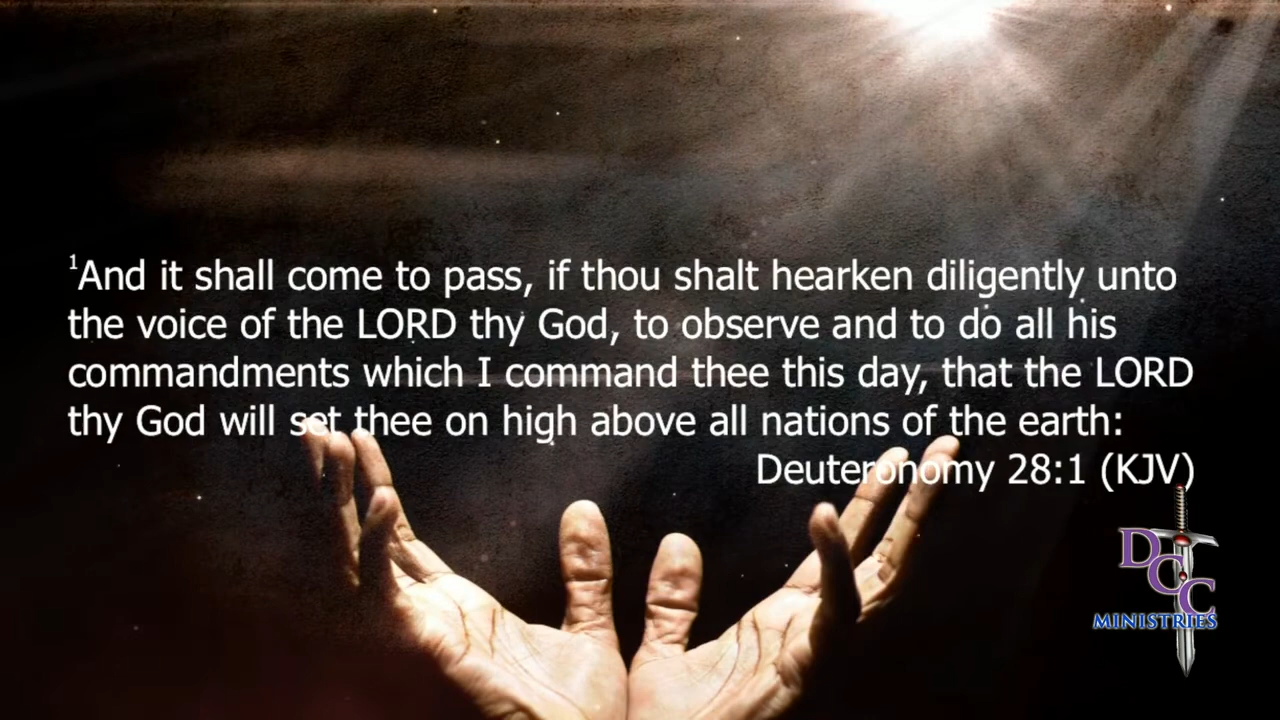 ¹And it shall come to pass, if thou shalt hearken diligently unto
the voice of the LORD thy God, to observe and to do all his
commandments which I command thee this day, that the LORD
thy God will set thee on high above all nations of the earth:
Deuteronomy 28:1 (KJV)
DCC
MINISTRIES